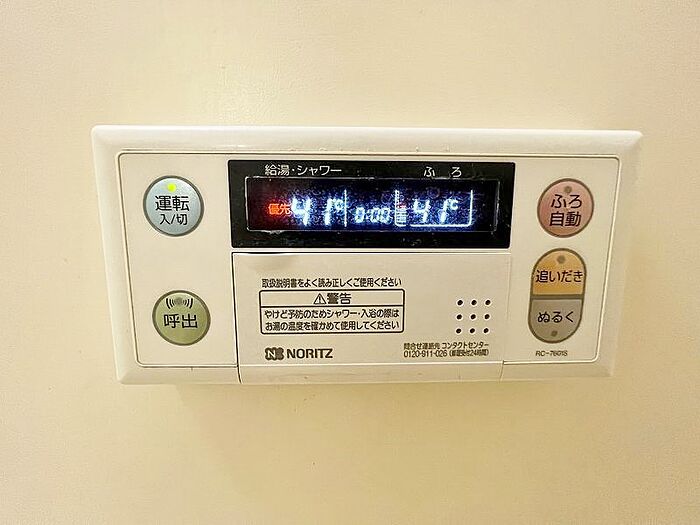 給湯・シャワー ふろ
優先 41℃ 0:00 41℃
運転
入/切
呼出
取扱説明書をよく読み正しくご使用ください
⚠警告
やけど予防のためシャワー・入浴の際は
お湯の温度を確かめて使用してください
NORITZ
問合せ連絡先 コンタクトセンター
0120-911-026
ふろ
自動
追いだき
ぬるく
RC-7601S